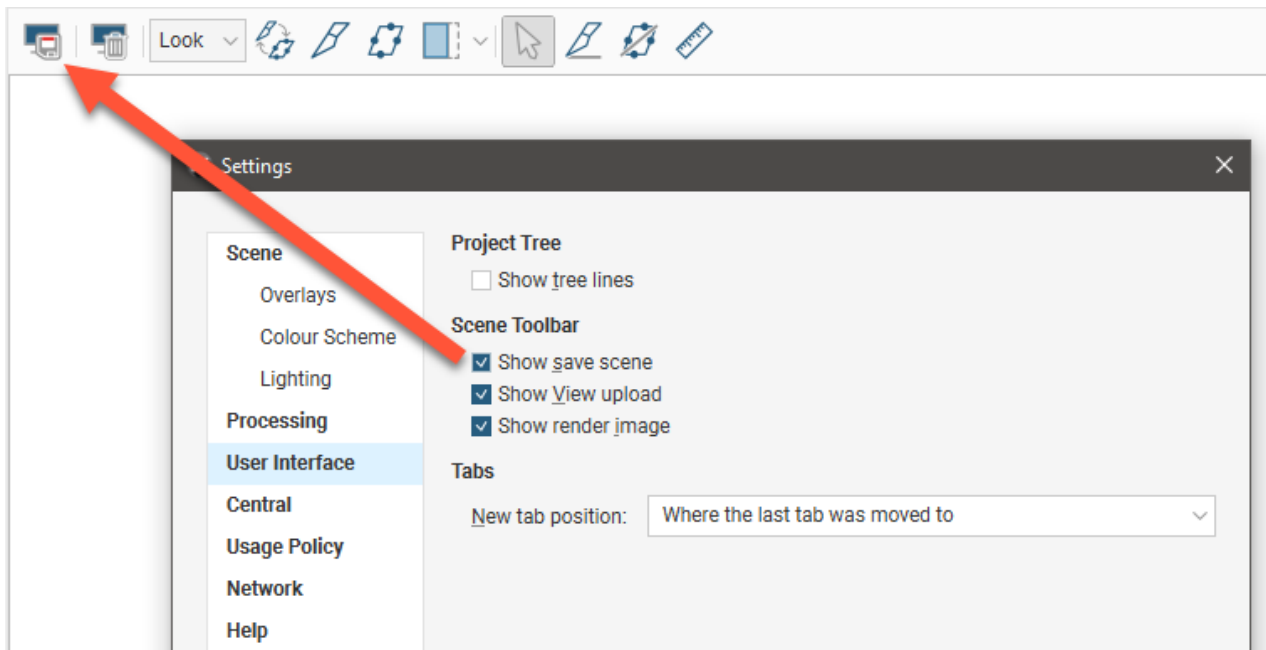 Look
Settings
Scene
Overlays
Colour Scheme
Lighting
Processing
User Interface
Central
Usage Policy
Network
Help
Project Tree
Show tree lines
Scene Toolbar
Show save scene
Show View upload
Show render image
Tabs
New tab position: Where the last tab was moved to